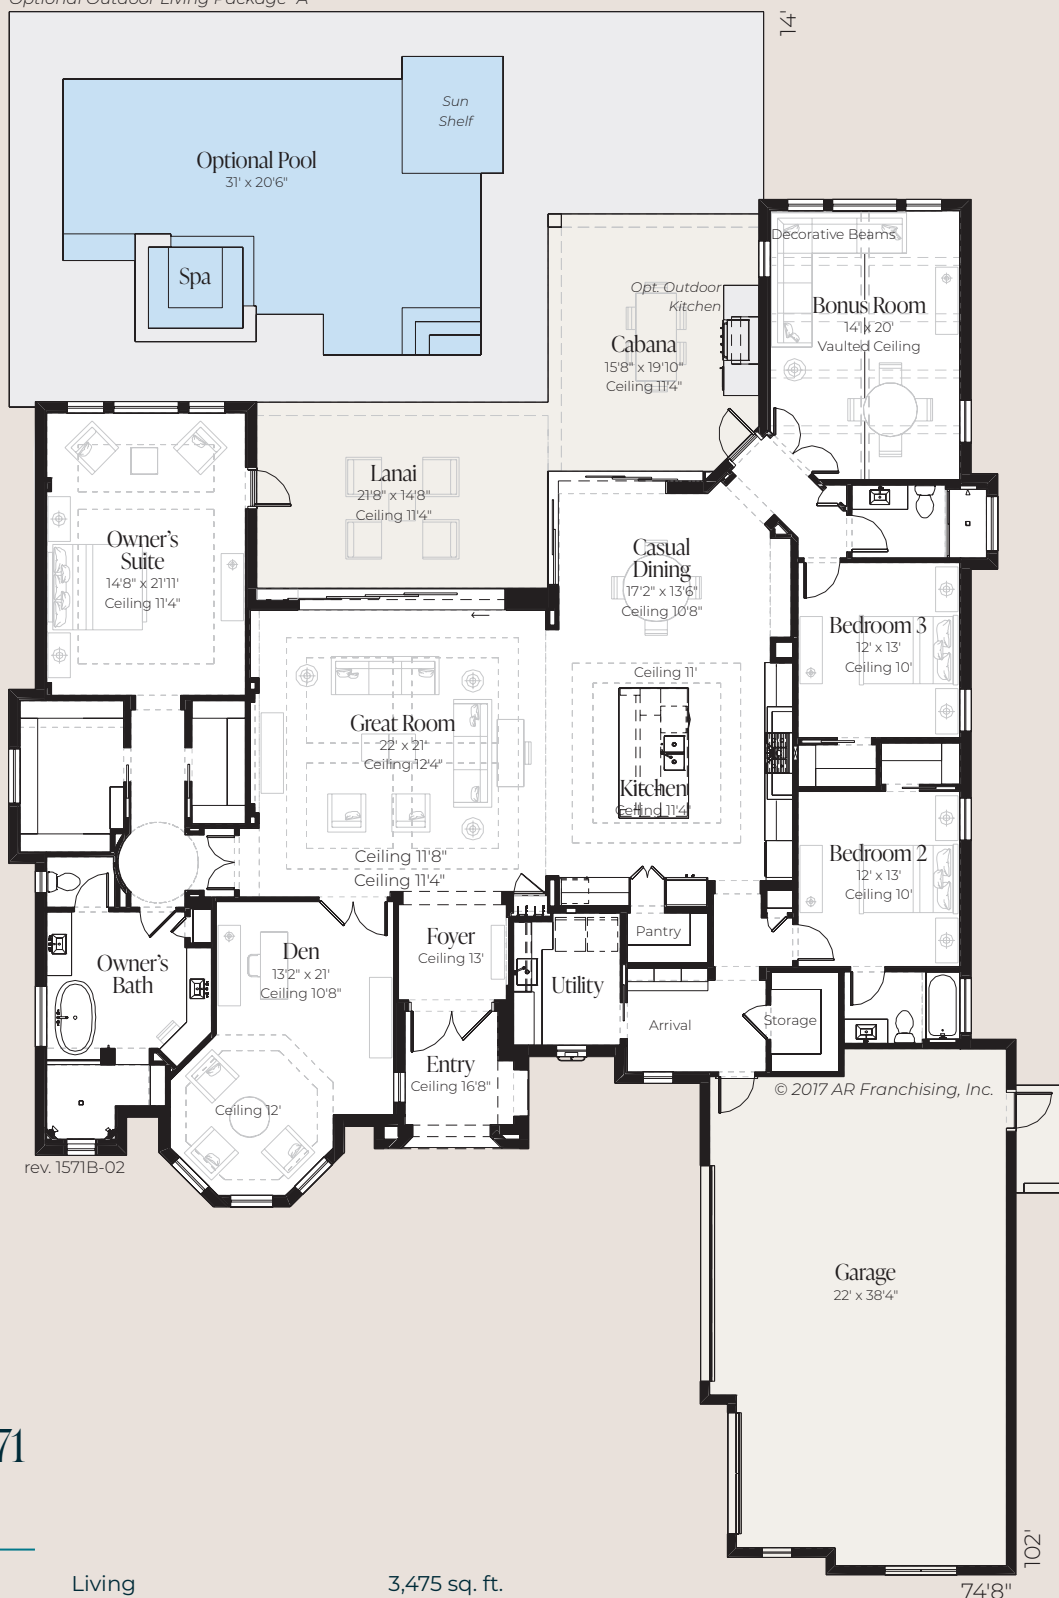 Optional Outdoor Living Package "A"
14'
Sun
Shelf
Optional Pool
31' x 20'6"
Spa
Decorative Beams
Opt. Outdoor
Kitchen
Bonus Room
14' x 20'
Vaulted Ceiling
Cabana
15'8" x 19'10"
Ceiling 11'4"
Lanai
21'8" x 14'8"
Ceiling 11'4"
Owner's
Suite
14'8" x 21'11'
Ceiling 11'4"
Casual
Dining
17'2" x 13'6"
Ceiling 10'8"
Bedroom 3
12' x 13'
Ceiling 10'
Ceiling 11'
Great Room
22' x 21'
Ceiling 12'4"
Kitchen
Ceiling 11'4"
Ceiling 11'8"
Ceiling 11'4"
Bedroom 2
12' x 13'
Ceiling 10'
Foyer
Ceiling 13'
Pantry
Den
13'2" x 21'
Ceiling 10'8"
Owner's
Bath
Utility
Arrival
Storage
Entry
Ceiling 16'8"
Ceiling 12'
© 2017 AR Franchising, Inc.
rev. 1571B-02
Garage
22' x 38'4"
71
102'
Living 3,475 sq. ft.
74'8"